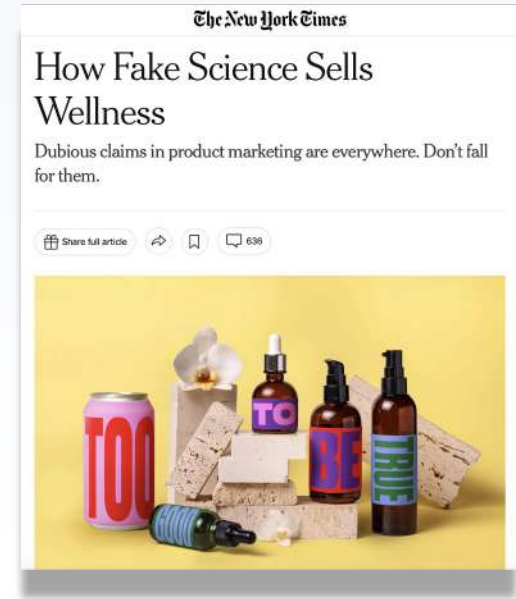 The New York Times
How Fake Science Sells
Wellness
Dubious claims in product marketing are everywhere. Don't fall
for them.
Share full article
636
TOO
GOOD
TO
BE
TRUE